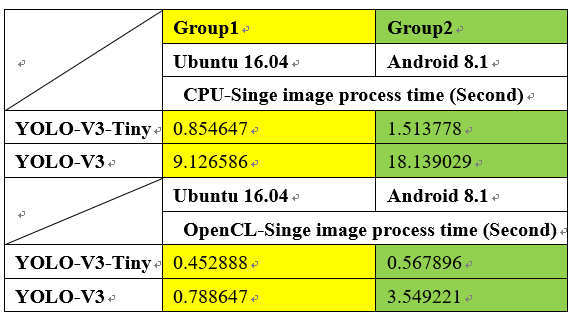 Group1 Group2
Ubuntu 16.04 Android 8.1
CPU-Singe image process time (Second)
YOLO-V3-Tiny 0.854647 1.513778
YOLO-V3 9.126586 18.139029
Ubuntu 16.04 Android 8.1
OpenCL-Singe image process time (Second)
YOLO-V3-Tiny 0.452888 0.567896
YOLO-V3 0.788647 3.549221